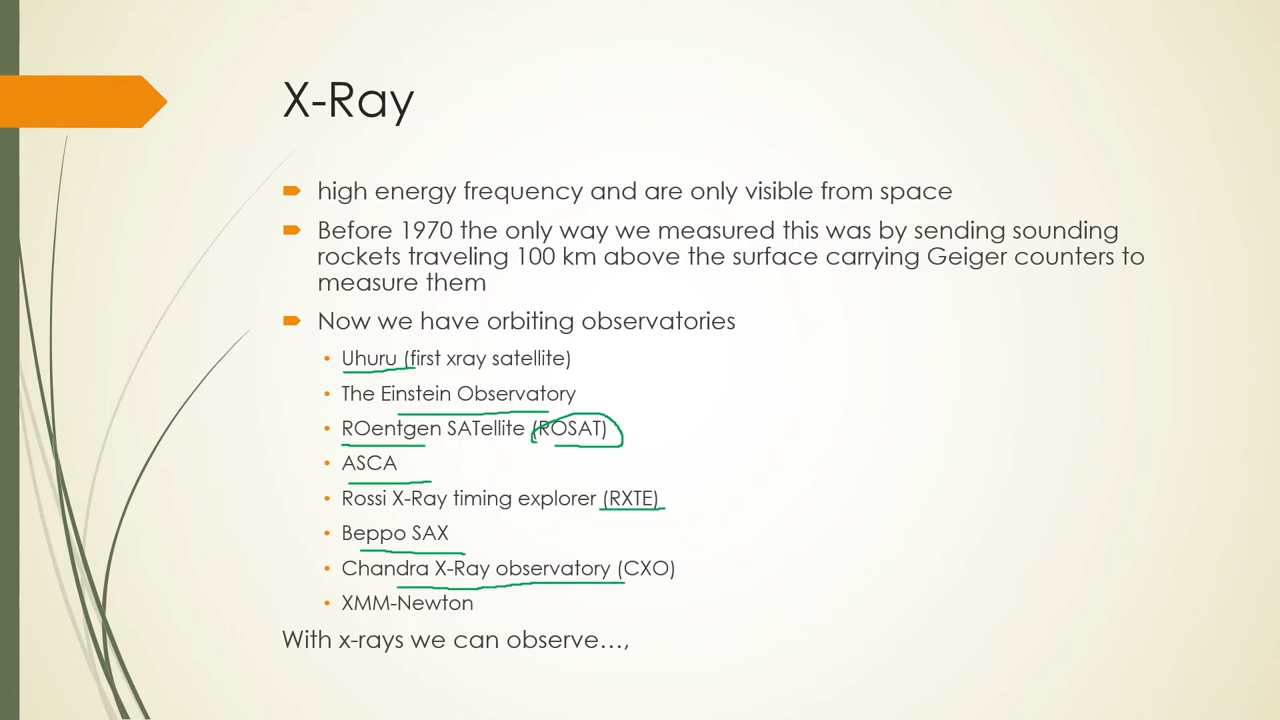 X-Ray
high energy frequency and are only visible from space
Before 1970 the only way we measured this was by sending sounding
rockets traveling 100 km above the surface carrying Geiger counters to
measure them
Now we have orbiting observatories
Uhuru (first xray satellite)
The Einstein Observatory
ROentgen SATellite (ROSAT)
ASCA
Rossi X-Ray timing explorer (RXTE)
Beppo SAX
Chandra X-Ray observatory (CXO)
XMM-Newton
With x-rays we can observe…,